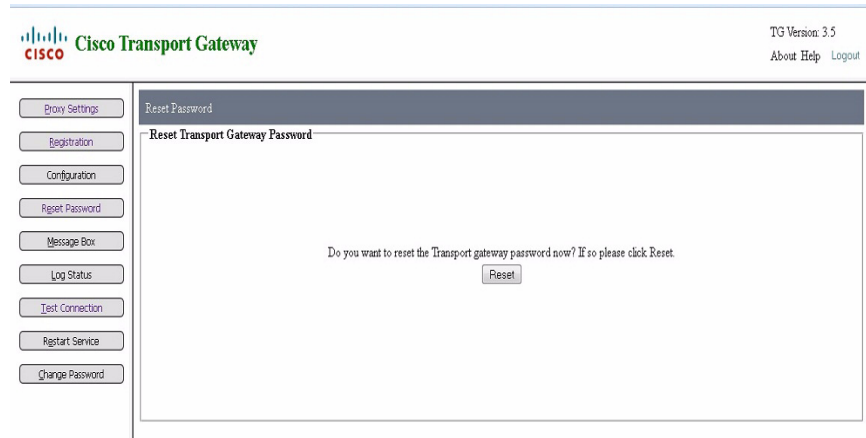 CISCO
Cisco Transport Gateway
TG Version: 3.5
About Help Logout
Proxy Settings
Registration
Configuration
Reset Password
Message Box
Log Status
Test Connection
Restart Service
Change Password
Reset Password
Reset Transport Gateway Password
Do you want to reset the Transport gateway password now? If so please click Reset.
Reset